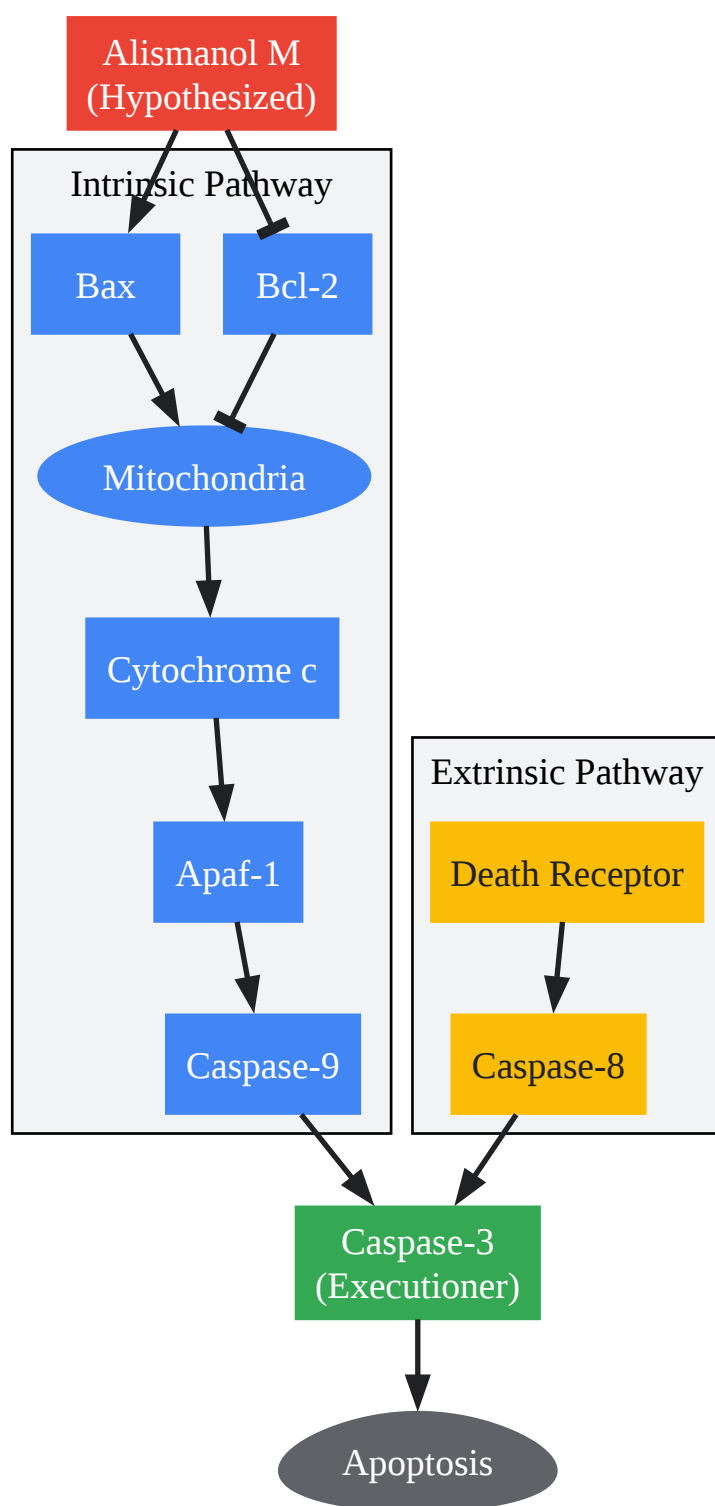 Alismanol M
(Hypothesized)
Intrinsic Pathway
Bax
Bcl-2
Mitochondria
Cytochrome c
Apaf-1
Caspase-9
Extrinsic Pathway
Death Receptor
Caspase-8
Caspase-3
(Executioner)
Apoptosis